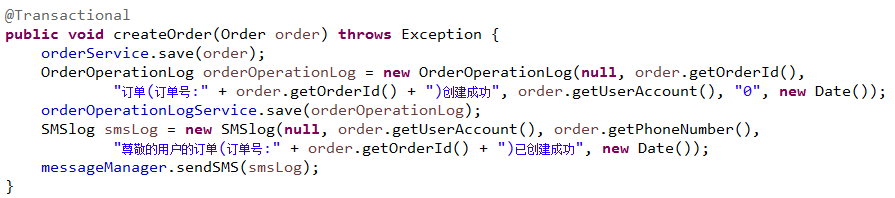 @Transactional
public void createOrder(Order order) throws Exception {
    orderService.save(order);
    OrderOperationLog orderOperationLog = new OrderOperationLog(null, order.getOrderId(),
            "订单(订单号:" + order.getOrderId() + ")创建成功", order.getUserAccount(), "0", new Date());
    orderOperationLogService.save(orderOperationLog);
    SMSlog smsLog = new SMSlog(null, order.getUserAccount(), order.getPhoneNumber(),
            "尊敬的用户的订单(订单号:" + order.getOrderId() + ")已创建成功", new Date());
    messageManager.sendSMS(smsLog);
}